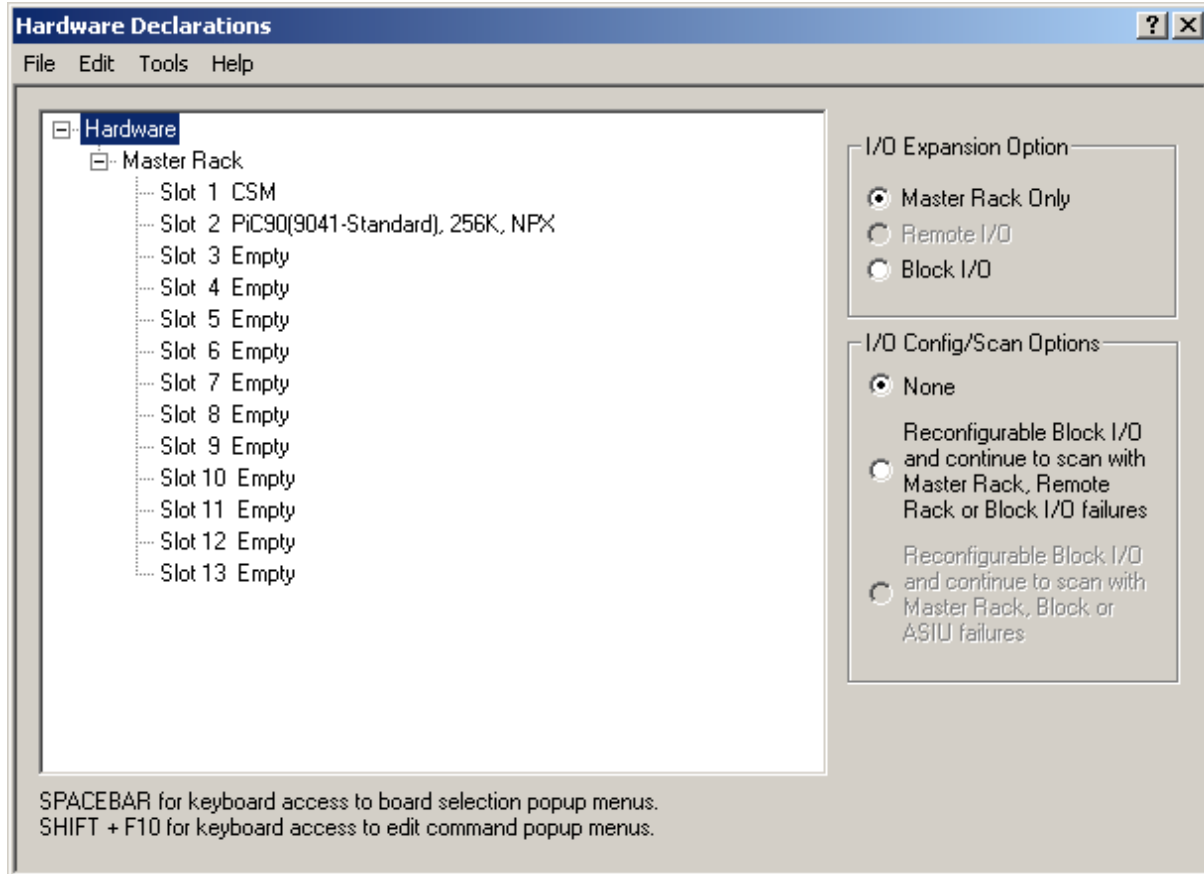 Hardware Declarations
File Edit Tools Help
Hardware
Master Rack
Slot 1 CSM
Slot 2 PiC90(9041-Standard), 256K, NPX
Slot 3 Empty
Slot 4 Empty
Slot 5 Empty
Slot 6 Empty
Slot 7 Empty
Slot 8 Empty
Slot 9 Empty
Slot 10 Empty
Slot 11 Empty
Slot 12 Empty
Slot 13 Empty
I/O Expansion Option
Master Rack Only
Remote I/O
Block I/O
I/O Config/Scan Options
None
Reconfigurable Block I/O
and continue to scan with
Master Rack, Remote
Rack or Block I/O failures
Reconfigurable Block I/O
and continue to scan with
Master Rack, Block or
ASIU failures
SPACEBAR for keyboard access to board selection popup menus.
SHIFT + F10 for keyboard access to edit command popup menus.